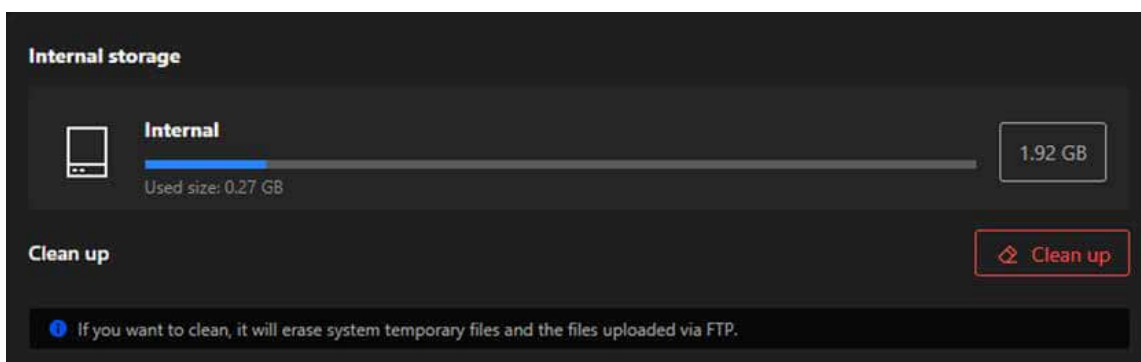 Internal storage
Internal
1.92 GB
Used size: 0.27 GB
Clean up
Clean up
If you want to clean, it will erase system temporary files and the files uploaded via FTP.